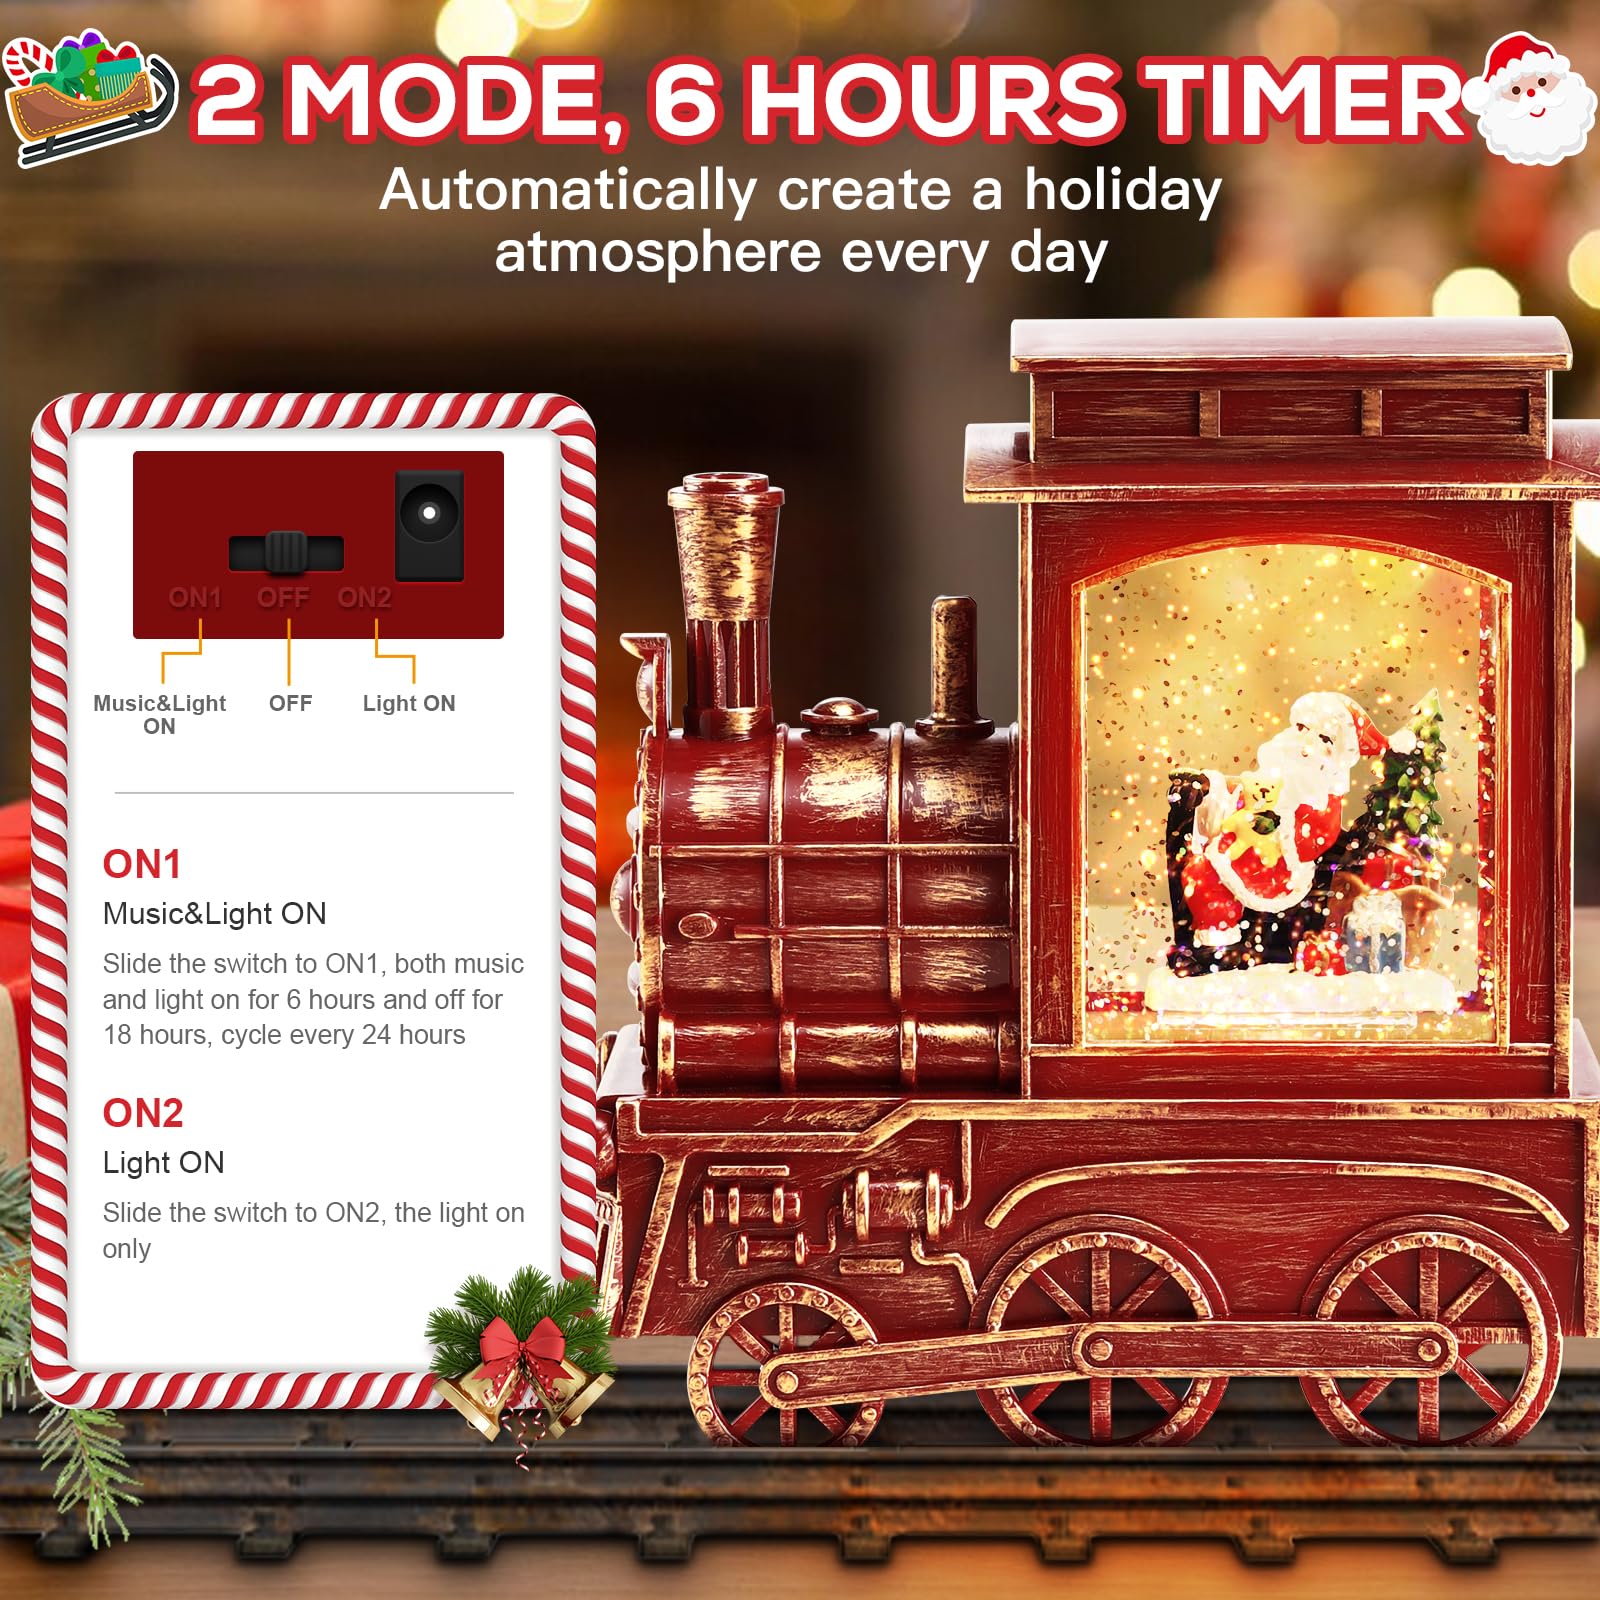 2 MODE, 6 HOURS TIMER
Automatically create a holiday
atmosphere every day
ON1 OFF ON2
Music&Light
ON
OFF
Light ON
ON1
Music&Light ON
Slide the switch to ON1, both music
and light on for 6 hours and off for
18 hours, cycle every 24 hours
ON2
Light ON
Slide the switch to ON2, the light on
only